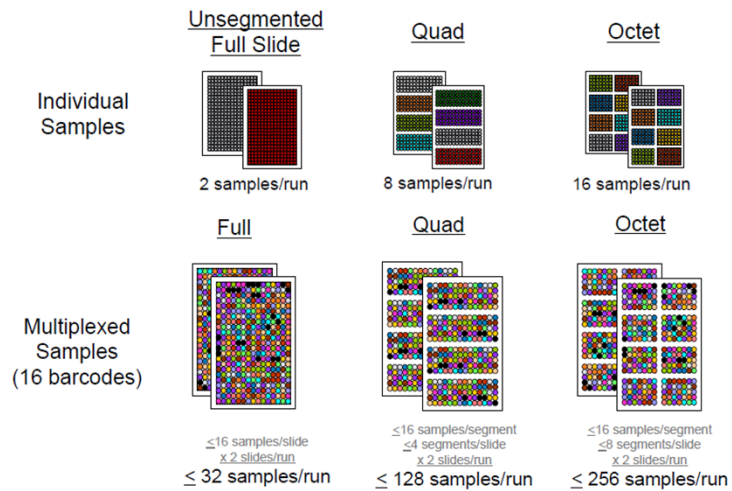 Unsegmented
Full Slide
Quad
Octet
Individual
Samples
2 samples/run
8 samples/run
16 samples/run
Full
Quad
Octet
Multiplexed
Samples
(16 barcodes)
≤16 samples/slide
x 2 slides/run
≤ 32 samples/run
≤16 samples/segment
≤4 segments/slide
x 2 slides/run
≤ 128 samples/run
≤16 samples/segment
≤8 segments/slide
x 2 slides/run
≤ 256 samples/run